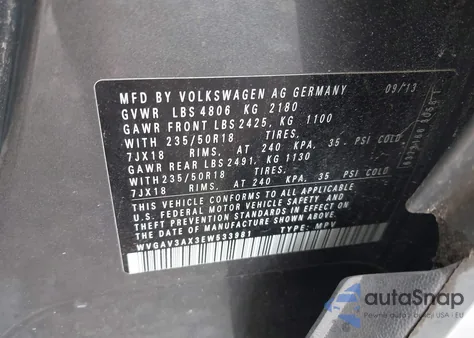 MFD BY VOLKSWAGEN AG GERMANY 09/13
GVWR LBS 4806 KG 2180
GAWR FRONT LBS 2425, KG 1100
WITH 235/50R18 TIRES,
7JX18 RIMS, AT 240 KPA, 35 PSI COLD
GAWR REAR LBS 2491, KG 1130
WITH 235/50R18 TIRES,
7JX18 RIMS, AT 240 KPA, 35 PSI COLD
THIS VEHICLE CONFORMS TO ALL APPLICABLE
FEDERAL MOTOR VEHICLE SAFETY AND
THEFT PREVENTION STANDARDS IN EFFECT
ON THE DATE OF MANUFACTURE SHOWN ABOVE.
WVGAV3AX3EW533961 TYPE: MPV
autoSnap